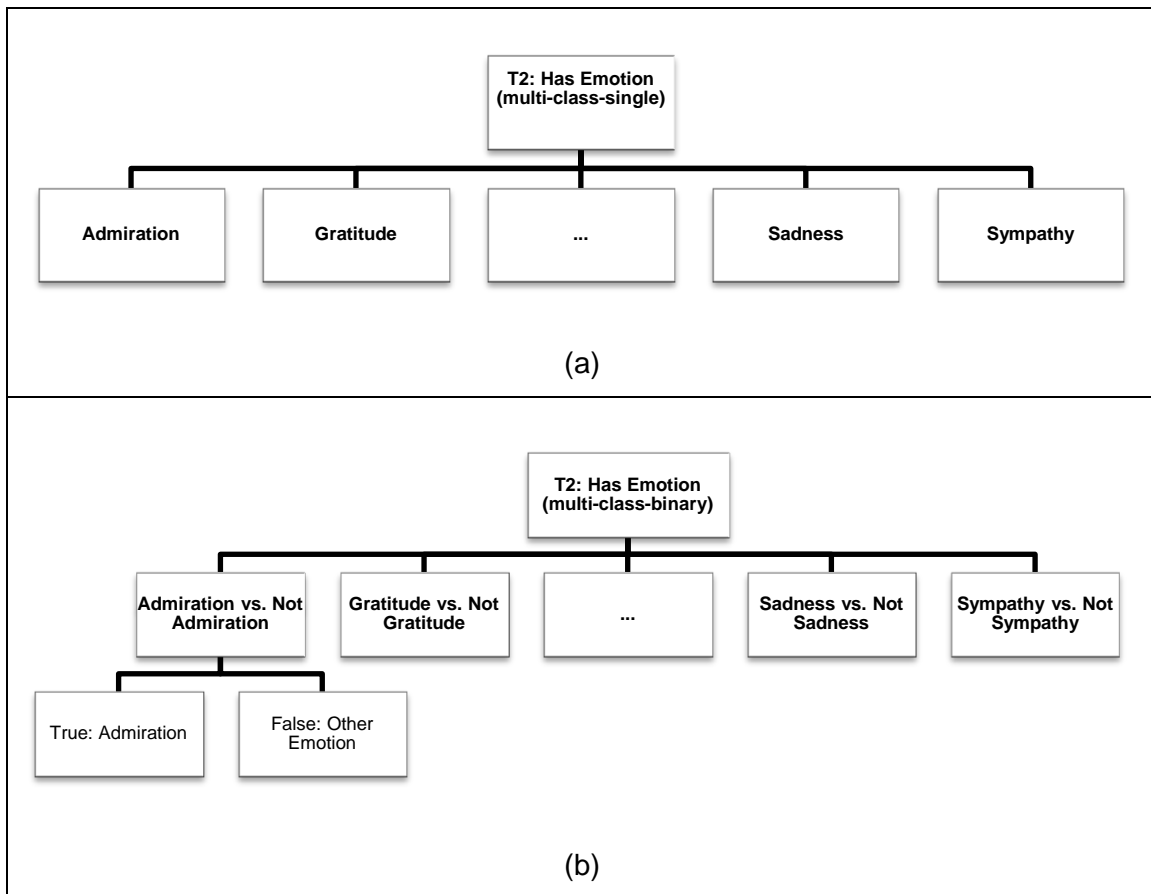 T2: Has Emotion
(multi-class-single)
Admiration
Gratitude
...
Sadness
Sympathy
(a)
T2: Has Emotion
(multi-class-binary)
Admiration vs. Not
Admiration
Gratitude vs. Not
Gratitude
...
Sadness vs. Not
Sadness
Sympathy vs. Not
Sympathy
True: Admiration
False: Other
Emotion
(b)